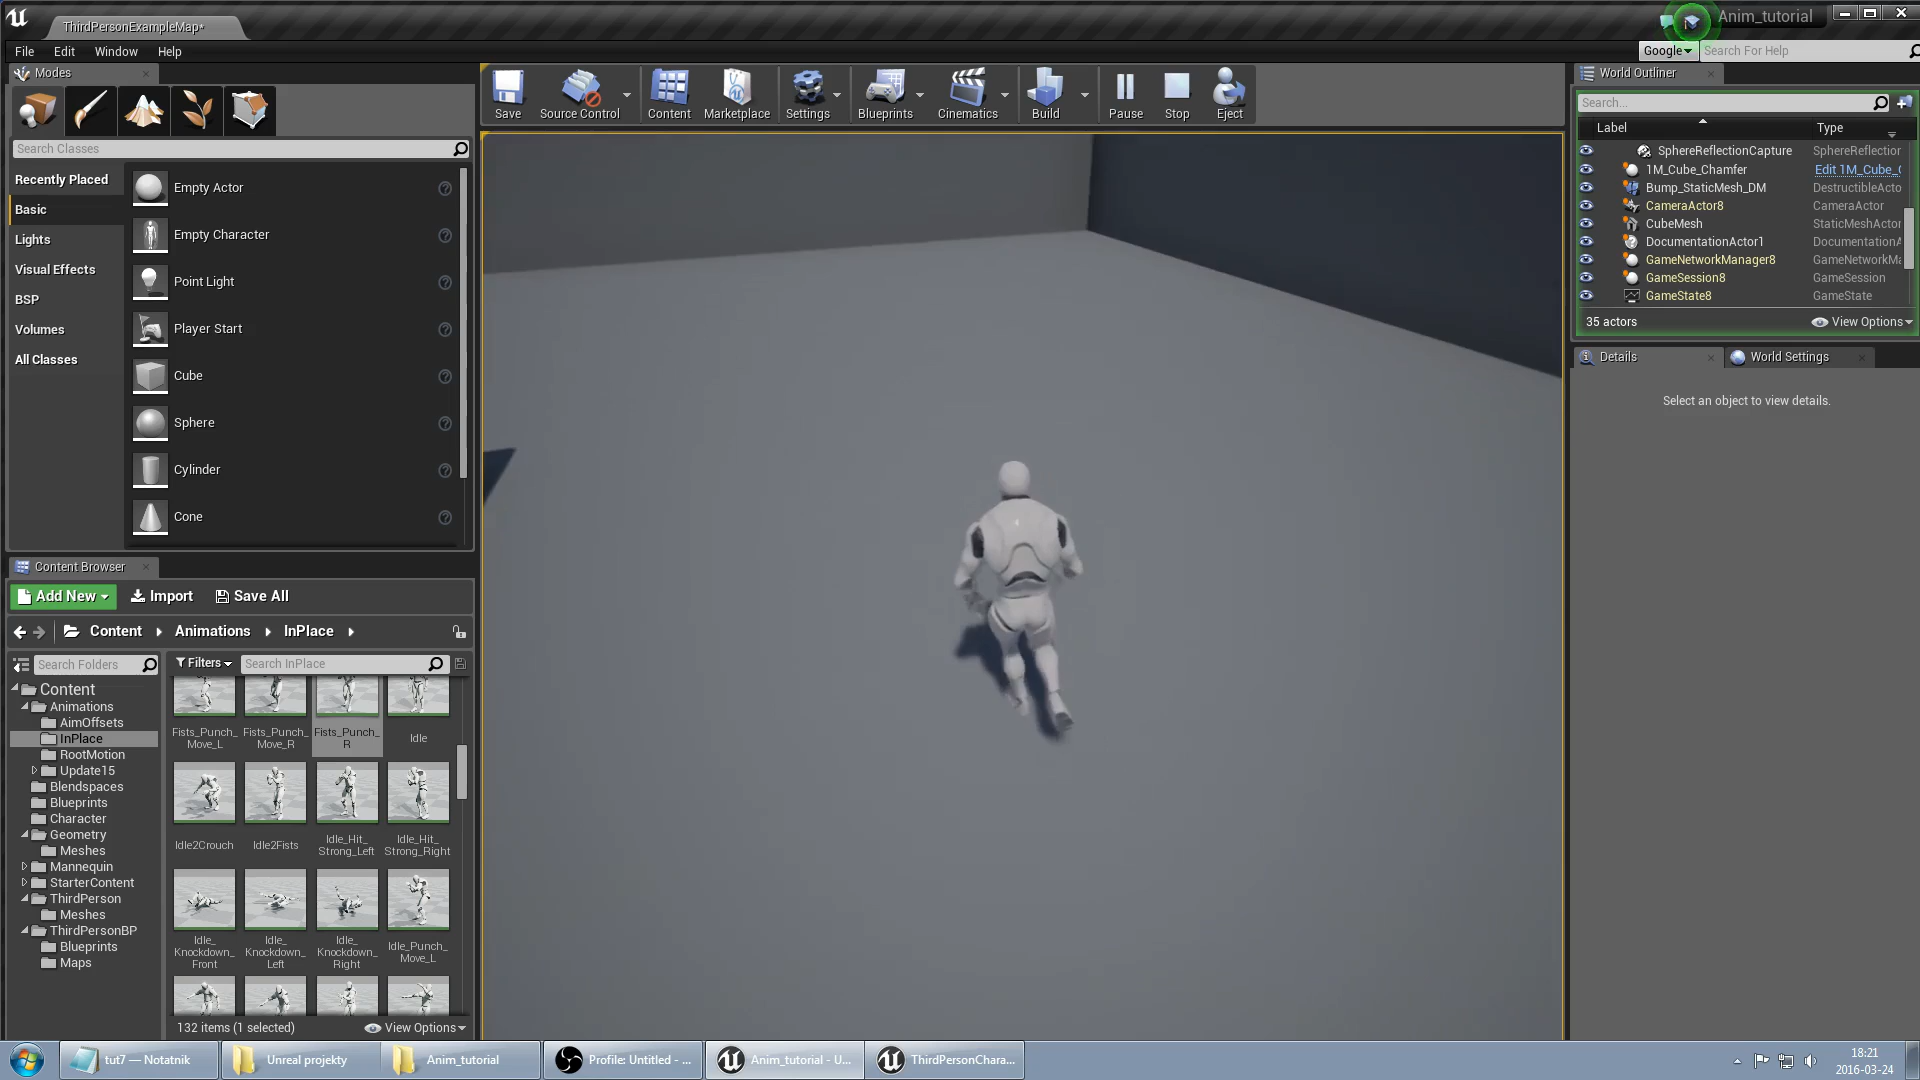 ThirdPersonExampleMap*
Anim_tutorial
File Edit Window Help
Google Search For Help
Modes
Search Classes
Recently Placed
Basic
Lights
Visual Effects
BSP
Volumes
All Classes
Empty Actor
Empty Character
Point Light
Player Start
Cube
Sphere
Cylinder
Cone
Save
Source Control
Content
Marketplace
Settings
Blueprints
Cinematics
Build
Pause
Stop
Eject
World Outliner
Search...
Label Type
SphereReflectionCapture SphereReflection
1M_Cube_Chamfer Edit 1M_Cube_C
Bump_StaticMesh_DM DestructibleActo
CameraActor8 CameraActor
CubeMesh StaticMeshActor
DocumentationActor1 DocumentationA
GameNetworkManager8 GameNetworkMa
GameSession8 GameSession
GameState8 GameState
35 actors View Options
Details World Settings
Select an object to view details.
Content Browser
Add New Import Save All
Content Animations InPlace
Search Folders
Content
Animations
AimOffsets
InPlace
RootMotion
Update15
Blendspaces
Blueprints
Character
Geometry
Meshes
Mannequin
StarterContent
ThirdPerson
Meshes
ThirdPersonBP
Blueprints
Maps
Filters Search InPlace
Fists_Punch_
Move_L
Fists_Punch_
Move_R
Fists_Punch_
R
Idle
Idle2Crouch
Idle2Fists
Idle_Hit_
Strong_Left
Idle_Hit_
Strong_Right
Idle_
Knockdown_
Front
Idle_
Knockdown_
Left
Idle_
Knockdown_
Right
Idle_Punch_
Move_L
132 items (1 selected) View Options
tut7 — Notatnik
Unreal projekty
Anim_tutorial
Profile: Untitled - ...
Anim_tutorial - U...
ThirdPersonChara...
18:21
2016-03-24